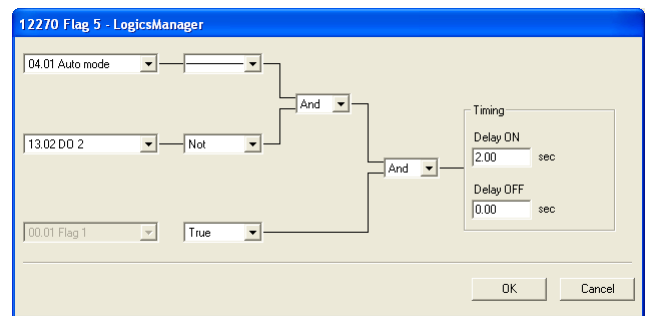 12270 Flag 5 - LogicsManager
04.01 Auto mode
And
Timing
Delay ON
13.02 DO 2
Not
2.00 sec
And
Delay OFF
0.00 sec
00.01 Flag 1
True
OK
Cancel